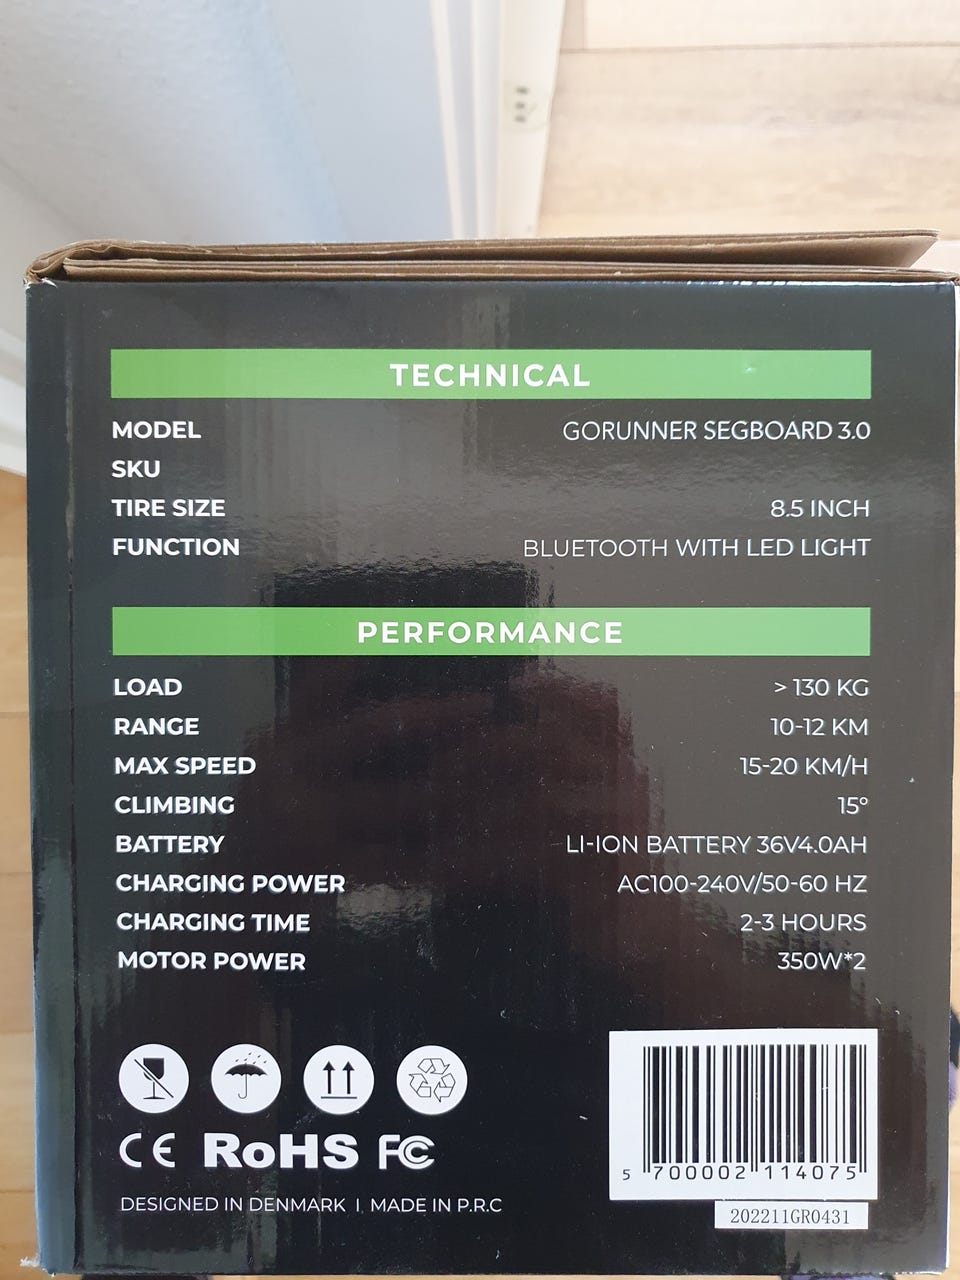 TECHNICAL
MODEL GORUNNER SEGBOARD 3.0
SKU
TIRE SIZE 8.5 INCH
FUNCTION BLUETOOTH WITH LED LIGHT
PERFORMANCE
LOAD > 130 KG
RANGE 10-12 KM
MAX SPEED 15-20 KM/H
CLIMBING 15°
BATTERY LI-ION BATTERY 36V4.0AH
CHARGING POWER AC100-240V/50-60 HZ
CHARGING TIME 2-3 HOURS
MOTOR POWER 350W*2
CE RoHS FC
DESIGNED IN DENMARK | MADE IN P.R.C
5 700002 114075
202211GR0431